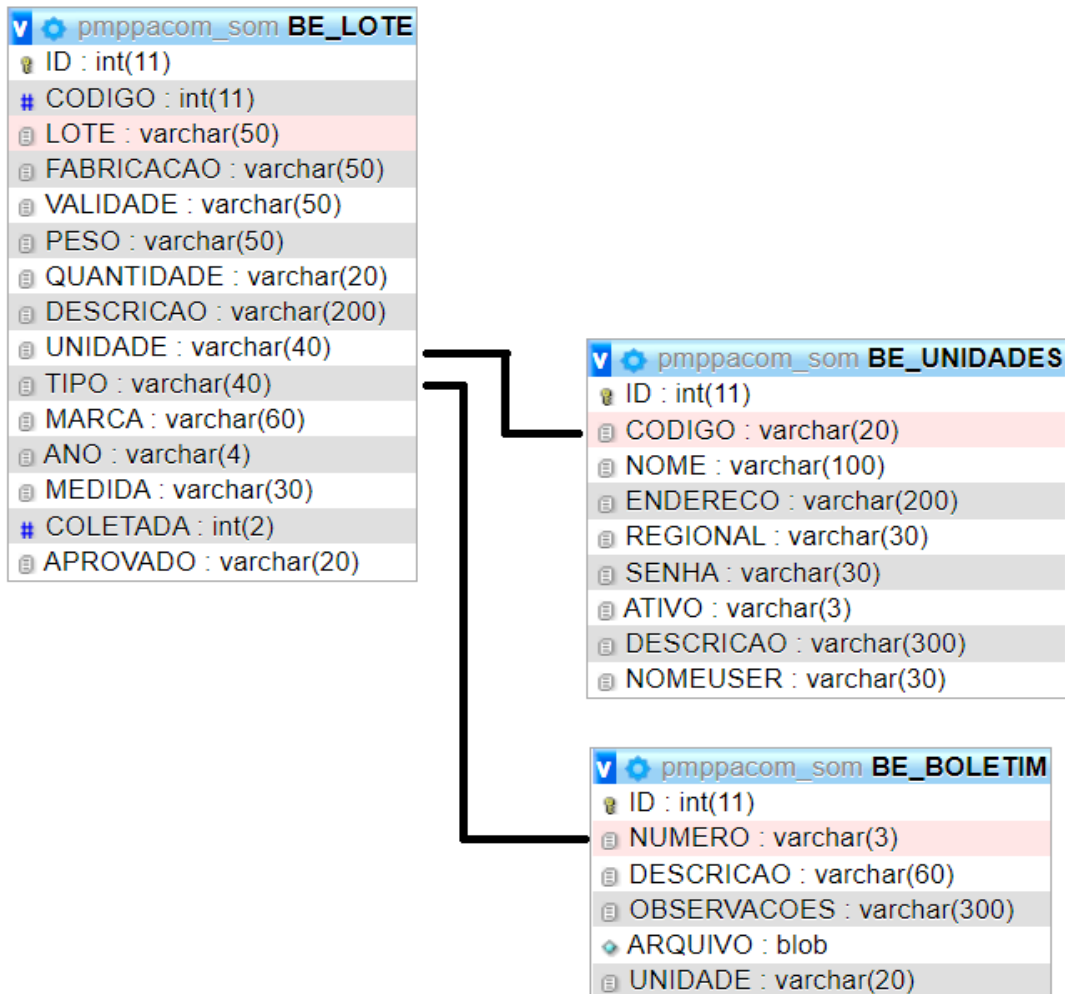 pmppacom_som BE_LOTE
ID : int(11)
CODIGO : int(11)
LOTE : varchar(50)
FABRICACAO : varchar(50)
VALIDADE : varchar(50)
PESO : varchar(50)
QUANTIDADE : varchar(20)
DESCRICAO : varchar(200)
UNIDADE : varchar(40)
TIPO : varchar(40)
MARCA : varchar(60)
ANO : varchar(4)
MEDIDA : varchar(30)
COLETADA : int(2)
APROVADO : varchar(20)
pmppacom_som BE_UNIDADES
ID : int(11)
CODIGO : varchar(20)
NOME : varchar(100)
ENDERECO : varchar(200)
REGIONAL : varchar(30)
SENHA : varchar(30)
ATIVO : varchar(3)
DESCRICAO : varchar(300)
NOMEUSER : varchar(30)
pmppacom_som BE_BOLETIM
ID : int(11)
NUMERO : varchar(3)
DESCRICAO : varchar(60)
OBSERVACOES : varchar(300)
ARQUIVO : blob
UNIDADE : varchar(20)